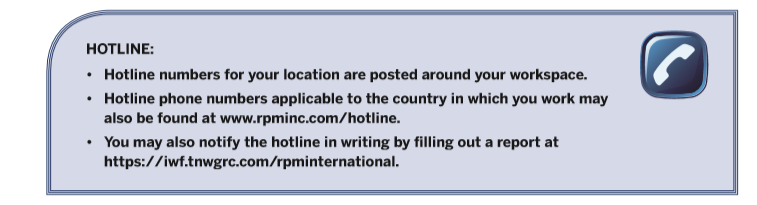 HOTLINE:
• Hotline numbers for your location are posted around your workspace.
• Hotline phone numbers applicable to the country in which you work may
also be found at www.rpminc.com/hotline.
• You may also notify the hotline in writing by filling out a report at
https://iwf.tnwgrc.com/rpminternational.